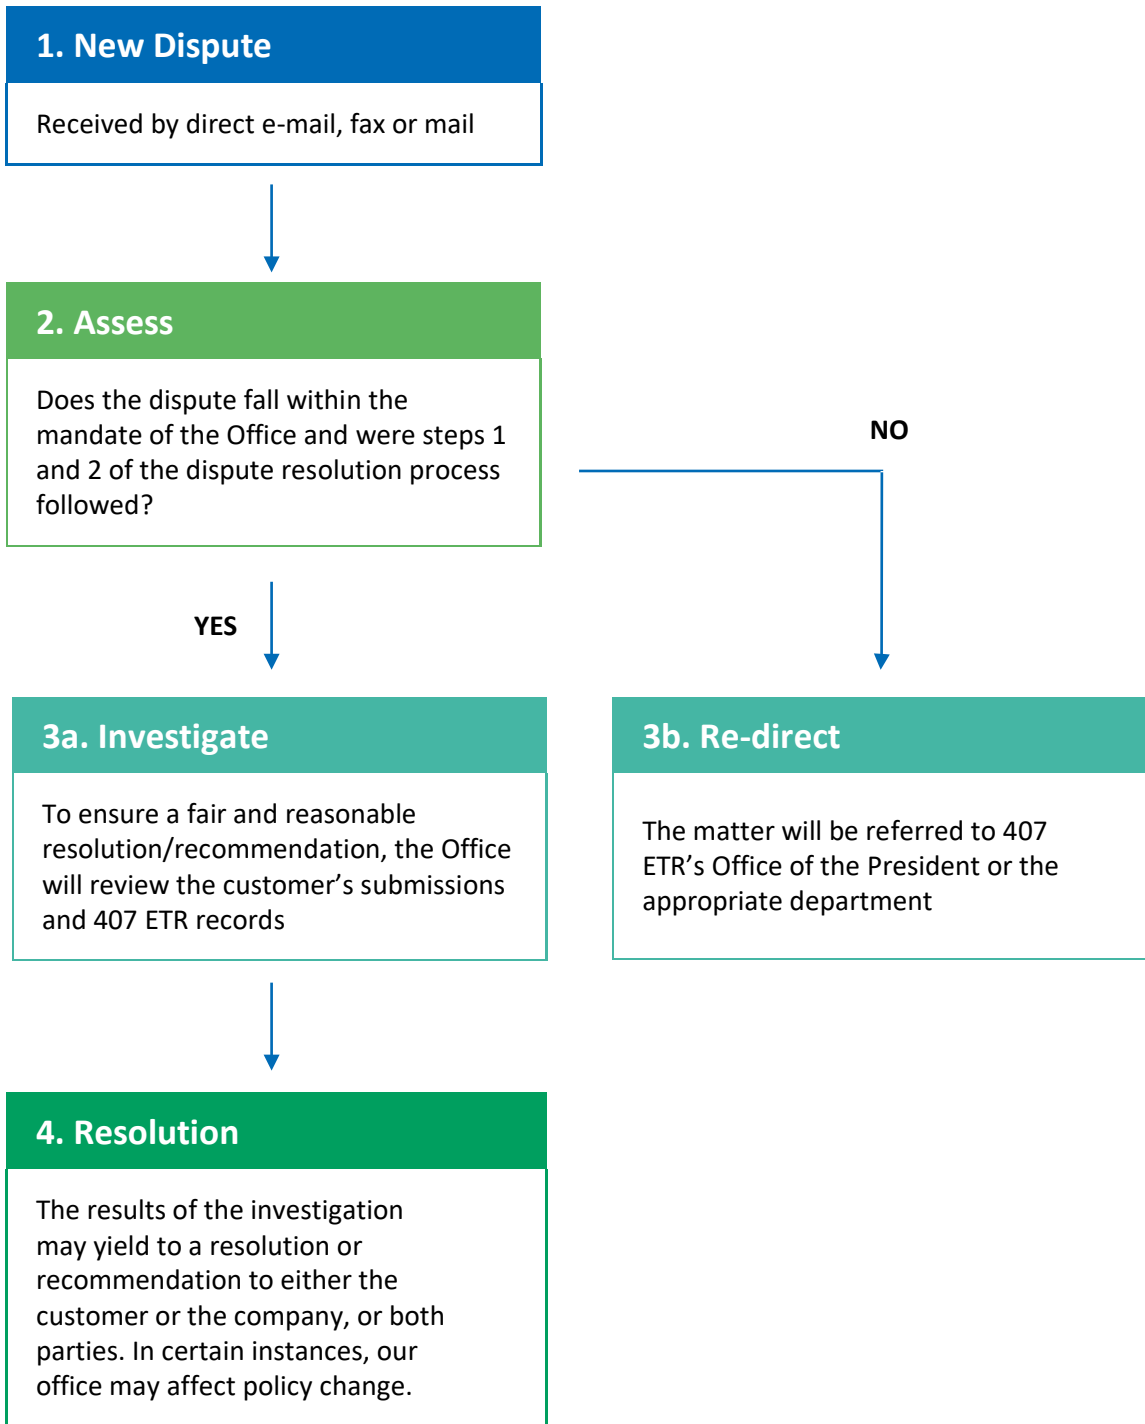 1. New Dispute
Received by direct e-mail, fax or mail
2. Assess
Does the dispute fall within the
mandate of the Office and were steps 1
and 2 of the dispute resolution process
followed?
NO
YES
3a. Investigate
To ensure a fair and reasonable
resolution/recommendation, the Office
will review the customer’s submissions
and 407 ETR records
3b. Re-direct
The matter will be referred to 407
ETR’s Office of the President or the
appropriate department
4. Resolution
The results of the investigation
may yield to a resolution or
recommendation to either the
customer or the company, or both
parties. In certain instances, our
office may affect policy change.